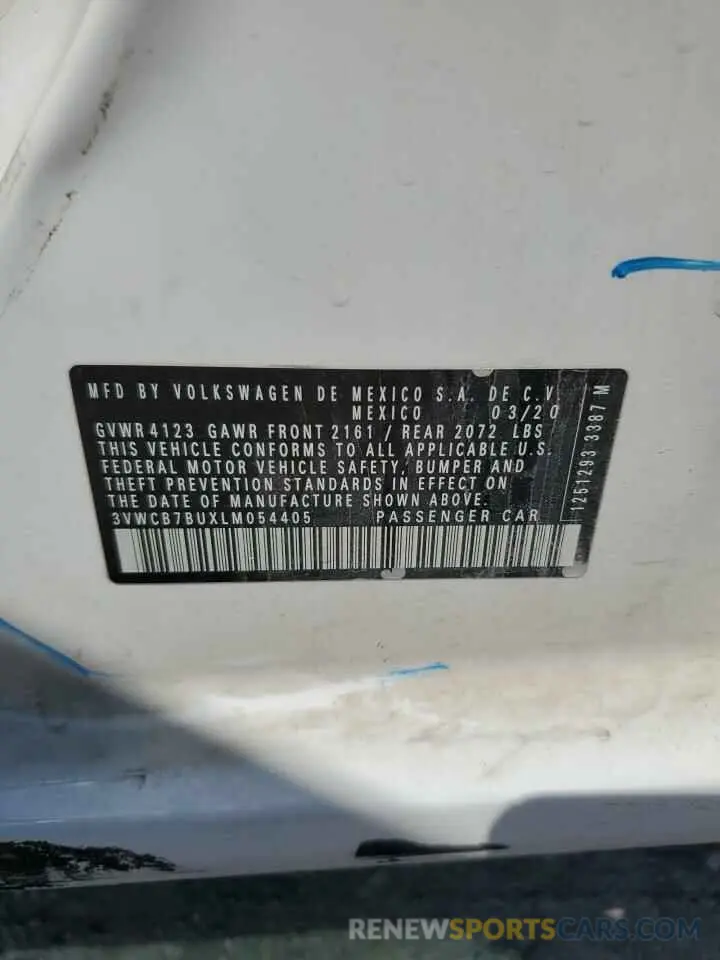 MFD BY VOLKSWAGEN DE MEXICO S.A. DE C.V.
MEXICO 03/20
GVWR 4123 GAWR FRONT 2161 / REAR 2072 LBS
THIS VEHICLE CONFORMS TO ALL APPLICABLE U.S.
FEDERAL MOTOR VEHICLE SAFETY, BUMPER AND
THEFT PREVENTION STANDARDS IN EFFECT ON
THE DATE OF MANUFACTURE SHOWN ABOVE.
3VWCB7BUXLM054405 PASSENGER CAR
1251293 3387 M
RENEWSPORTSCARS.COM